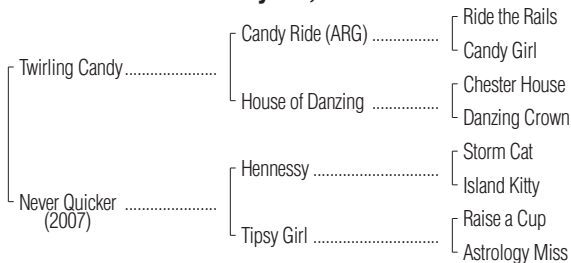 Ride the Rails
Candy Ride (ARG) ................
Candy Girl
Twirling Candy ......................
Chester House
House of Danzing ................
Danzing Crown
Storm Cat
Hennessy ..............................
Island Kitty
Never Quicker ......................
(2007)
Raise a Cup
Tipsy Girl ..............................
Astrology Miss